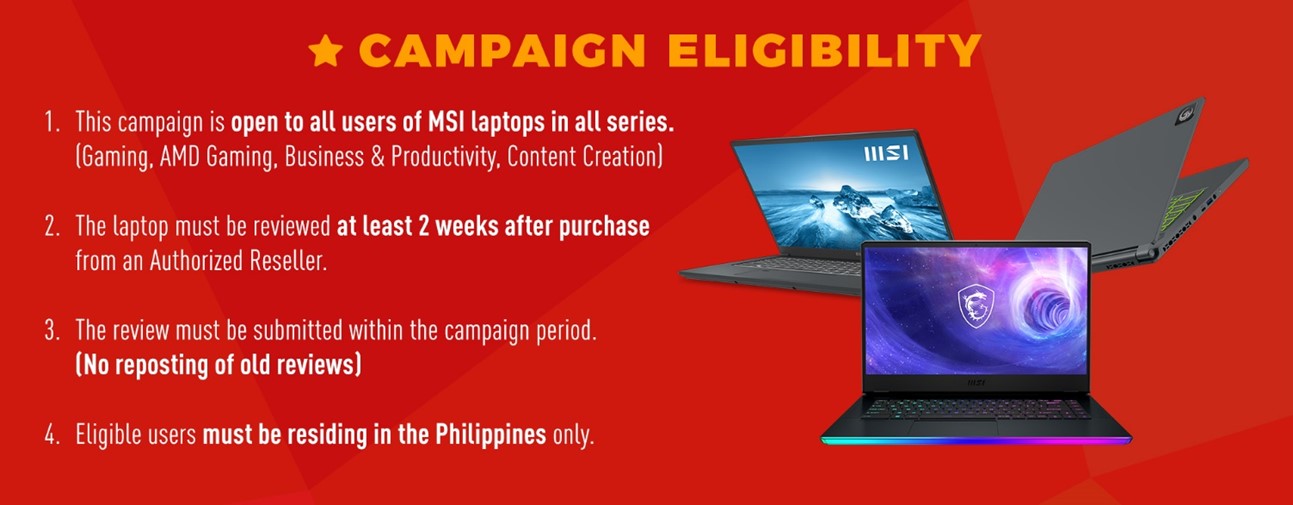 ★ CAMPAIGN ELIGIBILITY
1. This campaign is open to all users of MSI laptops in all series.
(Gaming, AMD Gaming, Business & Productivity, Content Creation)
2. The laptop must be reviewed at least 2 weeks after purchase
from an Authorized Reseller.
3. The review must be submitted within the campaign period.
(No reposting of old reviews)
4. Eligible users must be residing in the Philippines only.
MSI
MSI